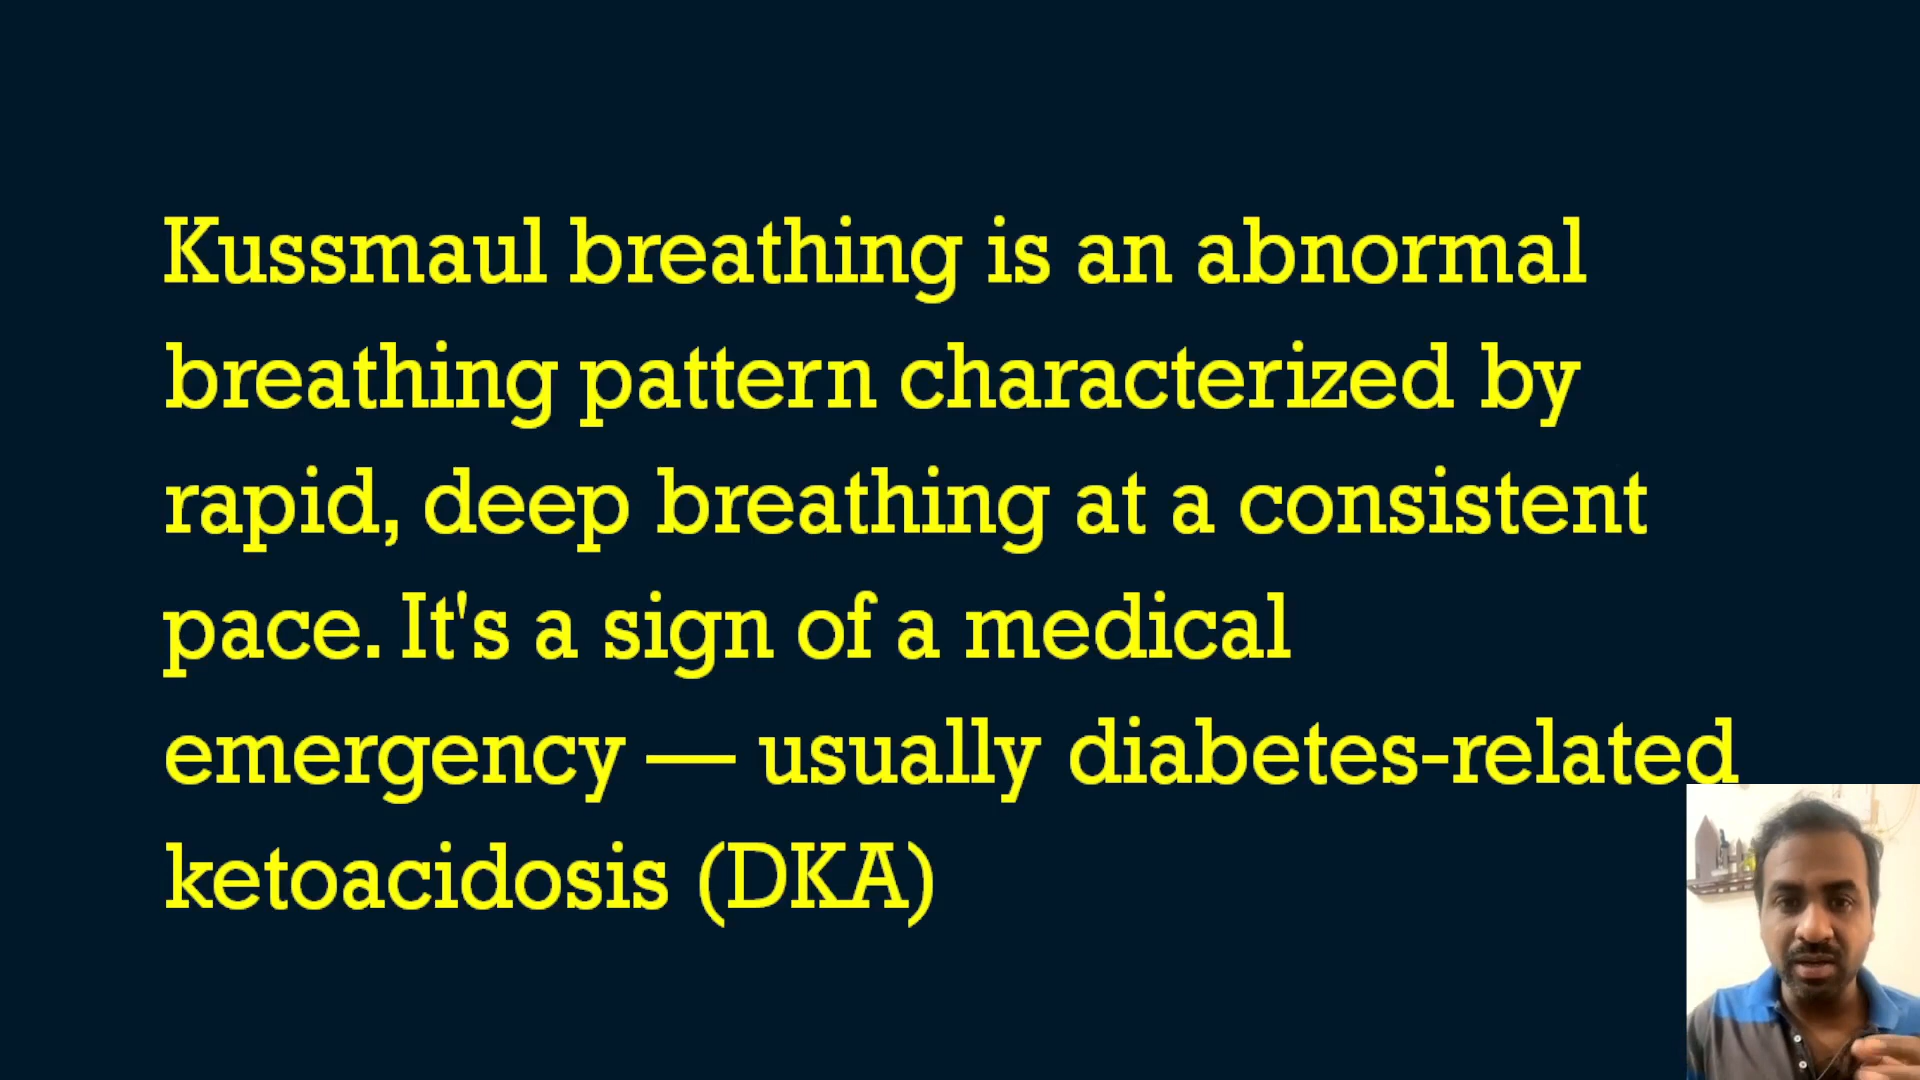 Kussmaul breathing is an abnormal
breathing pattern characterized by
rapid, deep breathing at a consistent
pace. It's a sign of a medical
emergency — usually diabetes-related
ketoacidosis (DKA)